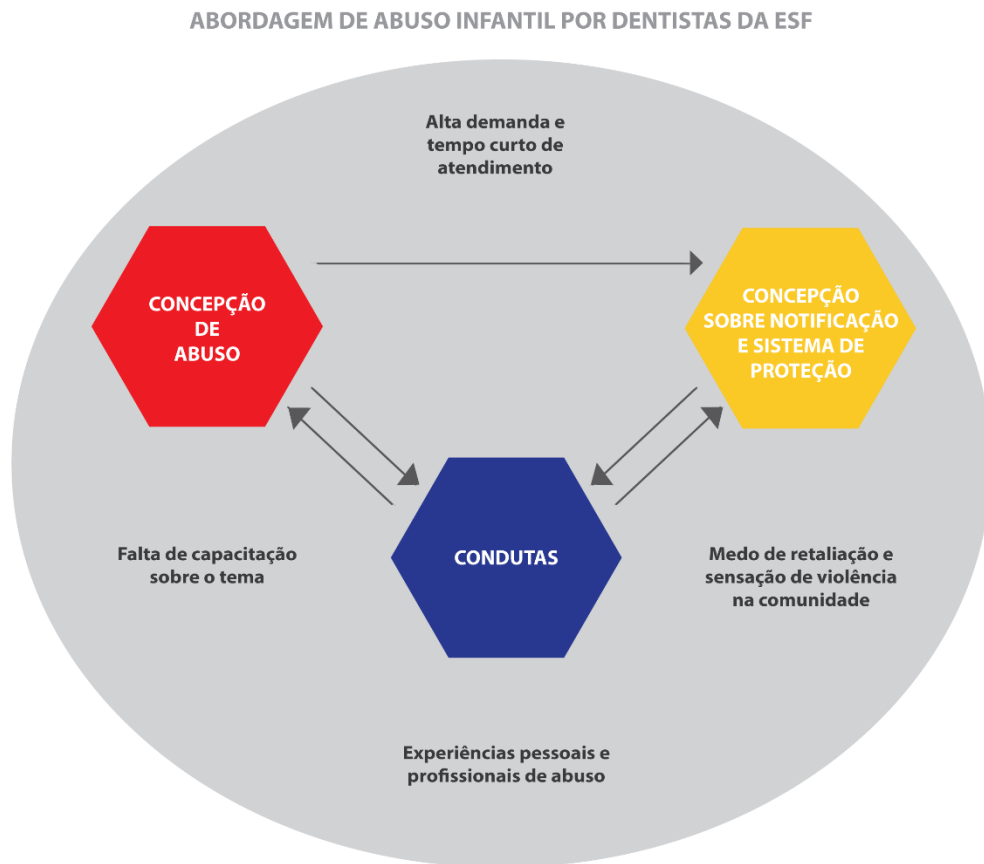 ABORDAGEM DE ABUSO INFANTIL POR DENTISTAS DA ESF
Alta demanda e
tempo curto de
atendimento
CONCEPÇÃO
DE
ABUSO
CONCEPÇÃO
SOBRE NOTIFICAÇÃO
E SISTEMA DE
PROTEÇÃO
Falta de capacitação
sobre o tema
CONDUTAS
Medo de retaliação e
sensação de violência
na comunidade
Experiências pessoais e
profissionais de abuso